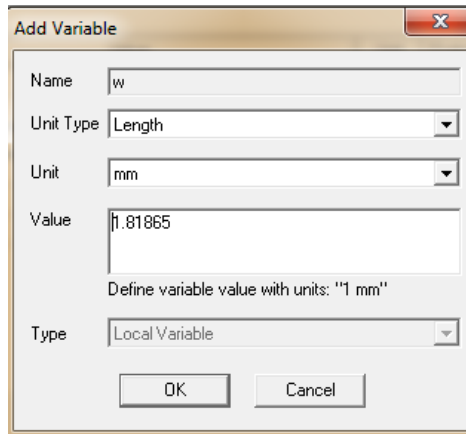 Add Variable
Name w
Unit Type Length
Unit mm
Value 1.81865
Define variable value with units: "1 mm"
Type Local Variable
OK Cancel